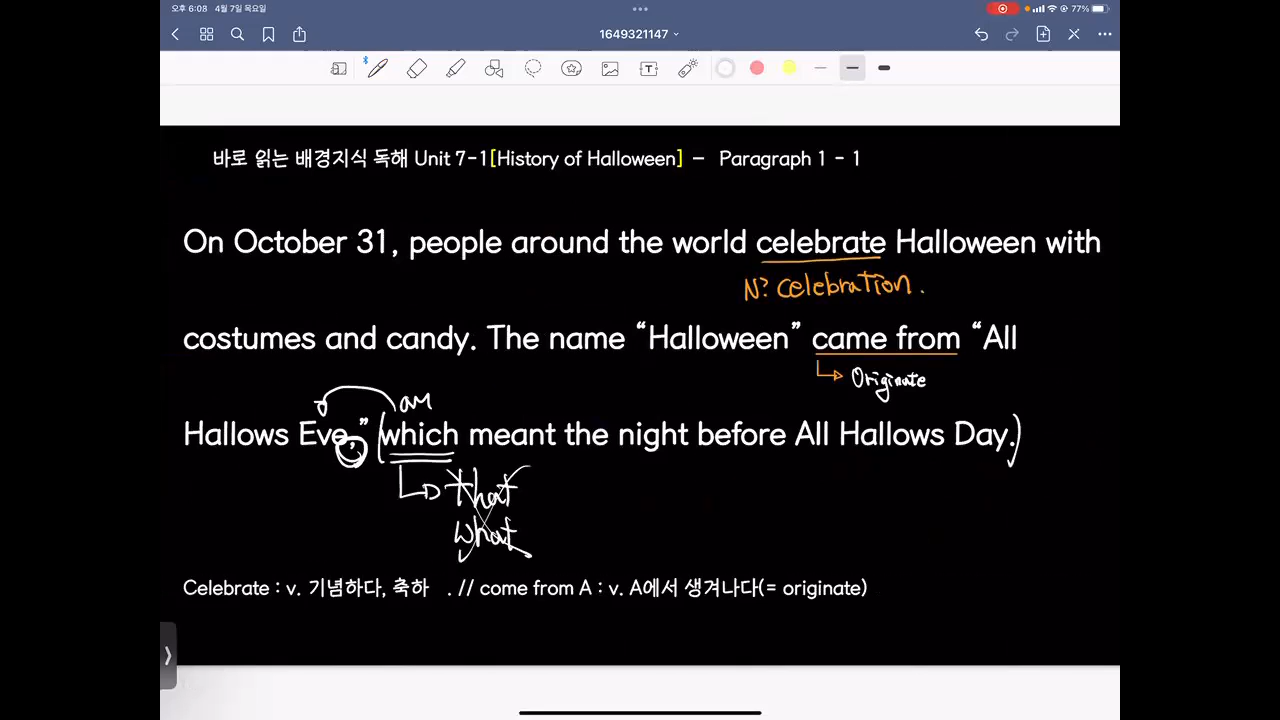 오후 6:08 4월 7일 목요일
77%
1649321147
바로 읽는 배경지식 독해 Unit 7-1[History of Halloween] – Paragraph 1 - 1
On October 31, people around the world celebrate Halloween with
N? celebration.
costumes and candy. The name “Halloween” came from “All
Originate
Hallows Eve,” (which meant the night before All Hallows Day.)
that
what
Celebrate : v. 기념하다, 축하 . // come from A : v. A에서 생겨나다(= originate)